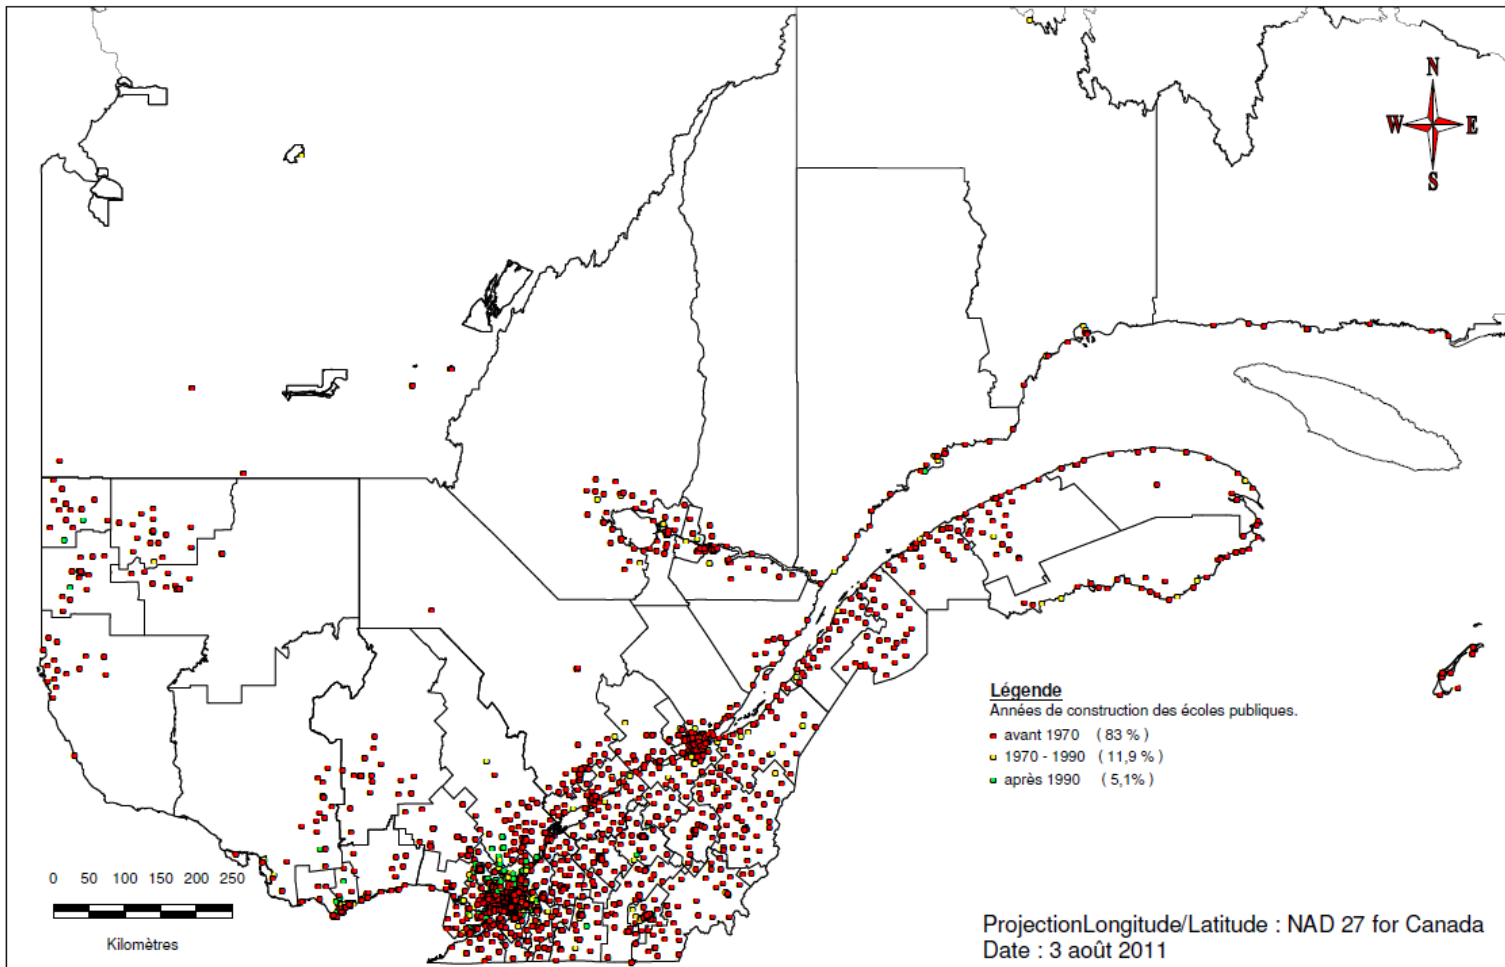 N
W E
S
Légende
Années de construction des écoles publiques.
avant 1970 ( 83 % )
1970 - 1990 ( 11,9 % )
après 1990 ( 5,1% )
0 50 100 150 200 250
Kilomètres
ProjectionLongitude/Latitude : NAD 27 for Canada
Date : 3 août 2011